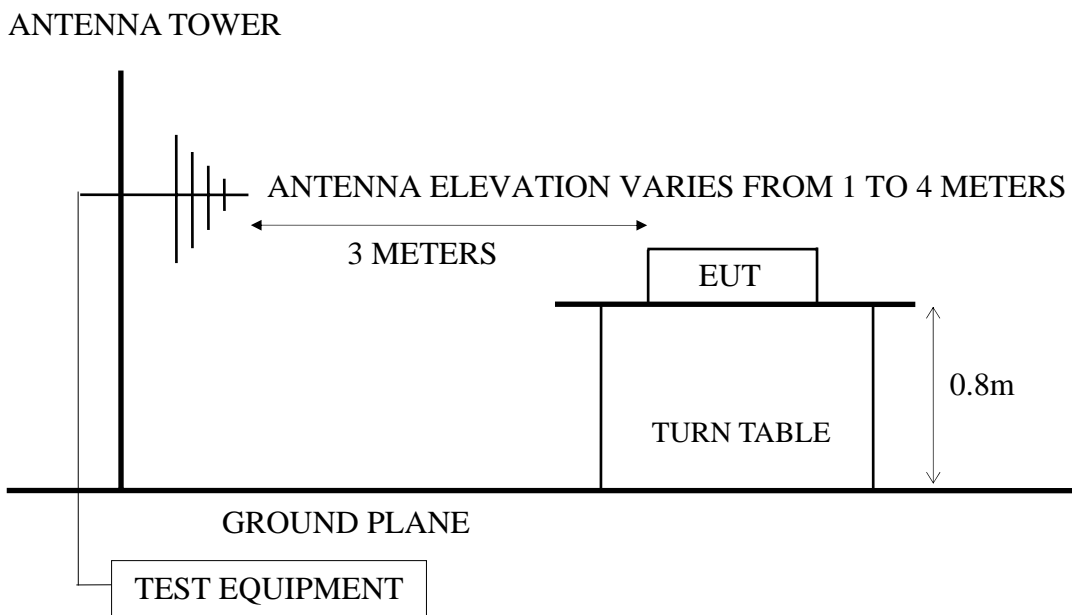 ANTENNA TOWER
ANTENNA ELEVATION VARIES FROM 1 TO 4 METERS
3 METERS
EUT
0.8m
TURN TABLE
GROUND PLANE
TEST EQUIPMENT